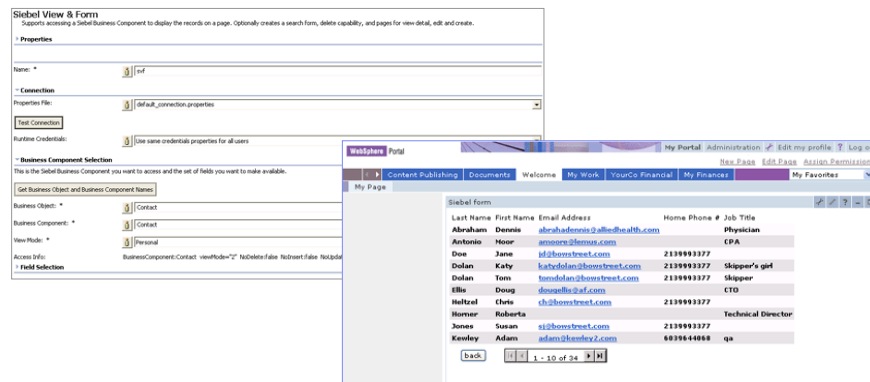 Siebel View & Form
Supports accessing a Siebel Business Component to display the records on a page. Optionally creates a search form, delete capability, and pages for view detail, edit and create.
Properties
Name: * svf
Connection
Properties File: default_connection.properties
Test Connection
Runtime Credentials: Use same credentials properties for all users
Business Component Selection
This is the Siebel Business Component you want to access and the set of fields you want to make available.
Get Business Object and Business Component Names
Business Object: * Contact
Business Component: * Contact
View Mode: * Personal
Access Info: BusinessComponent:Contact viewMode="2" NoDelete:false NoInsert:false NoUpda
Field Selection
WebSphere Portal My Portal Administration Edit my profile ? Log o
New Page Edit Page Assign Permission
Content Publishing Documents Welcome My Work YourCo Financial My Finances My Favorites
My Page
Siebel form ?
Last Name First Name Email Address Home Phone # Job Title
Abraham Dennis abrahadennis@alliedhealth.com Physician
Antonio Moor amoore@lemus.com CPA
Doe Jane jd@bowstreet.com 2139993377
Dolan Katy katydolan@bowstreet.com 2139993377 Skipper's girl
Dolan Tom tomdolan@bowstreet.com 2139993377 Skipper
Ellis Doug dougellis@af.com CTO
Heltzel Chris ch@bowstreet.com 2139993377
Horner Roberta Technical Director
Jones Susan sj@bowstreet.com 2139993377
Kewley Adam adam@kewley2.com 6039644068 qa
back 1 - 10 of 34